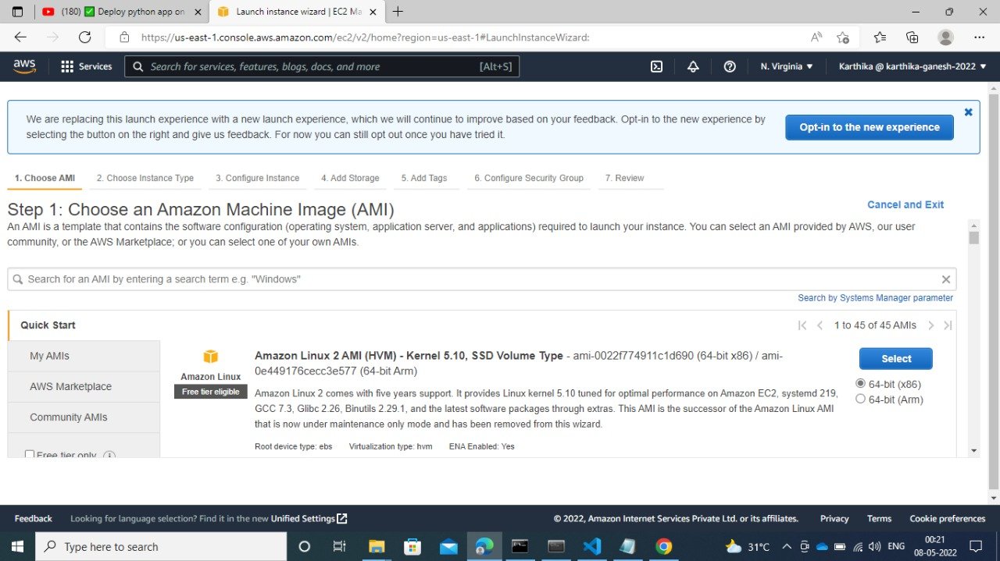 (180) ✅ Deploy python app on
Launch instance wizard | EC2 Ma
https://us-east-1.console.aws.amazon.com/ec2/v2/home?region=us-east-1#LaunchInstanceWizard:
aws
Services
Search for services, features, blogs, docs, and more
[Alt+S]
N. Virginia
Karthika @ karthika-ganesh-2022
We are replacing this launch experience with a new launch experience, which we will continue to improve based on your feedback. Opt-in to the new experience by
selecting the button on the right and give us feedback. For now you can still opt out once you have tried it.
Opt-in to the new experience
1. Choose AMI
2. Choose Instance Type
3. Configure Instance
4. Add Storage
5. Add Tags
6. Configure Security Group
7. Review
Step 1: Choose an Amazon Machine Image (AMI)
Cancel and Exit
An AMI is a template that contains the software configuration (operating system, application server, and applications) required to launch your instance. You can select an AMI provided by AWS, our user
community, or the AWS Marketplace; or you can select one of your own AMIs.
Search for an AMI by entering a search term e.g. "Windows"
Search by Systems Manager parameter
Quick Start
1 to 45 of 45 AMIs
My AMIs
AWS Marketplace
Community AMIs
Free tier only
Amazon Linux
Free tier eligible
Amazon Linux 2 AMI (HVM) - Kernel 5.10, SSD Volume Type - ami-0022f774911c1d690 (64-bit x86) / ami-
0e449176cecc3e577 (64-bit Arm)
Amazon Linux 2 comes with five years support. It provides Linux kernel 5.10 tuned for optimal performance on Amazon EC2, systemd 219,
GCC 7.3, Glibc 2.26, Binutils 2.29.1, and the latest software packages through extras. This AMI is the successor of the Amazon Linux AMI
that is now under maintenance only mode and has been removed from this wizard.
Root device type: ebs
Virtualization type: hvm
ENA Enabled: Yes
Select
64-bit (x86)
64-bit (Arm)
Feedback
Looking for language selection? Find it in the new Unified Settings
© 2022, Amazon Internet Services Private Ltd. or its affiliates.
Privacy
Terms
Cookie preferences
Type here to search
31°C
ENG
00:21
08-05-2022